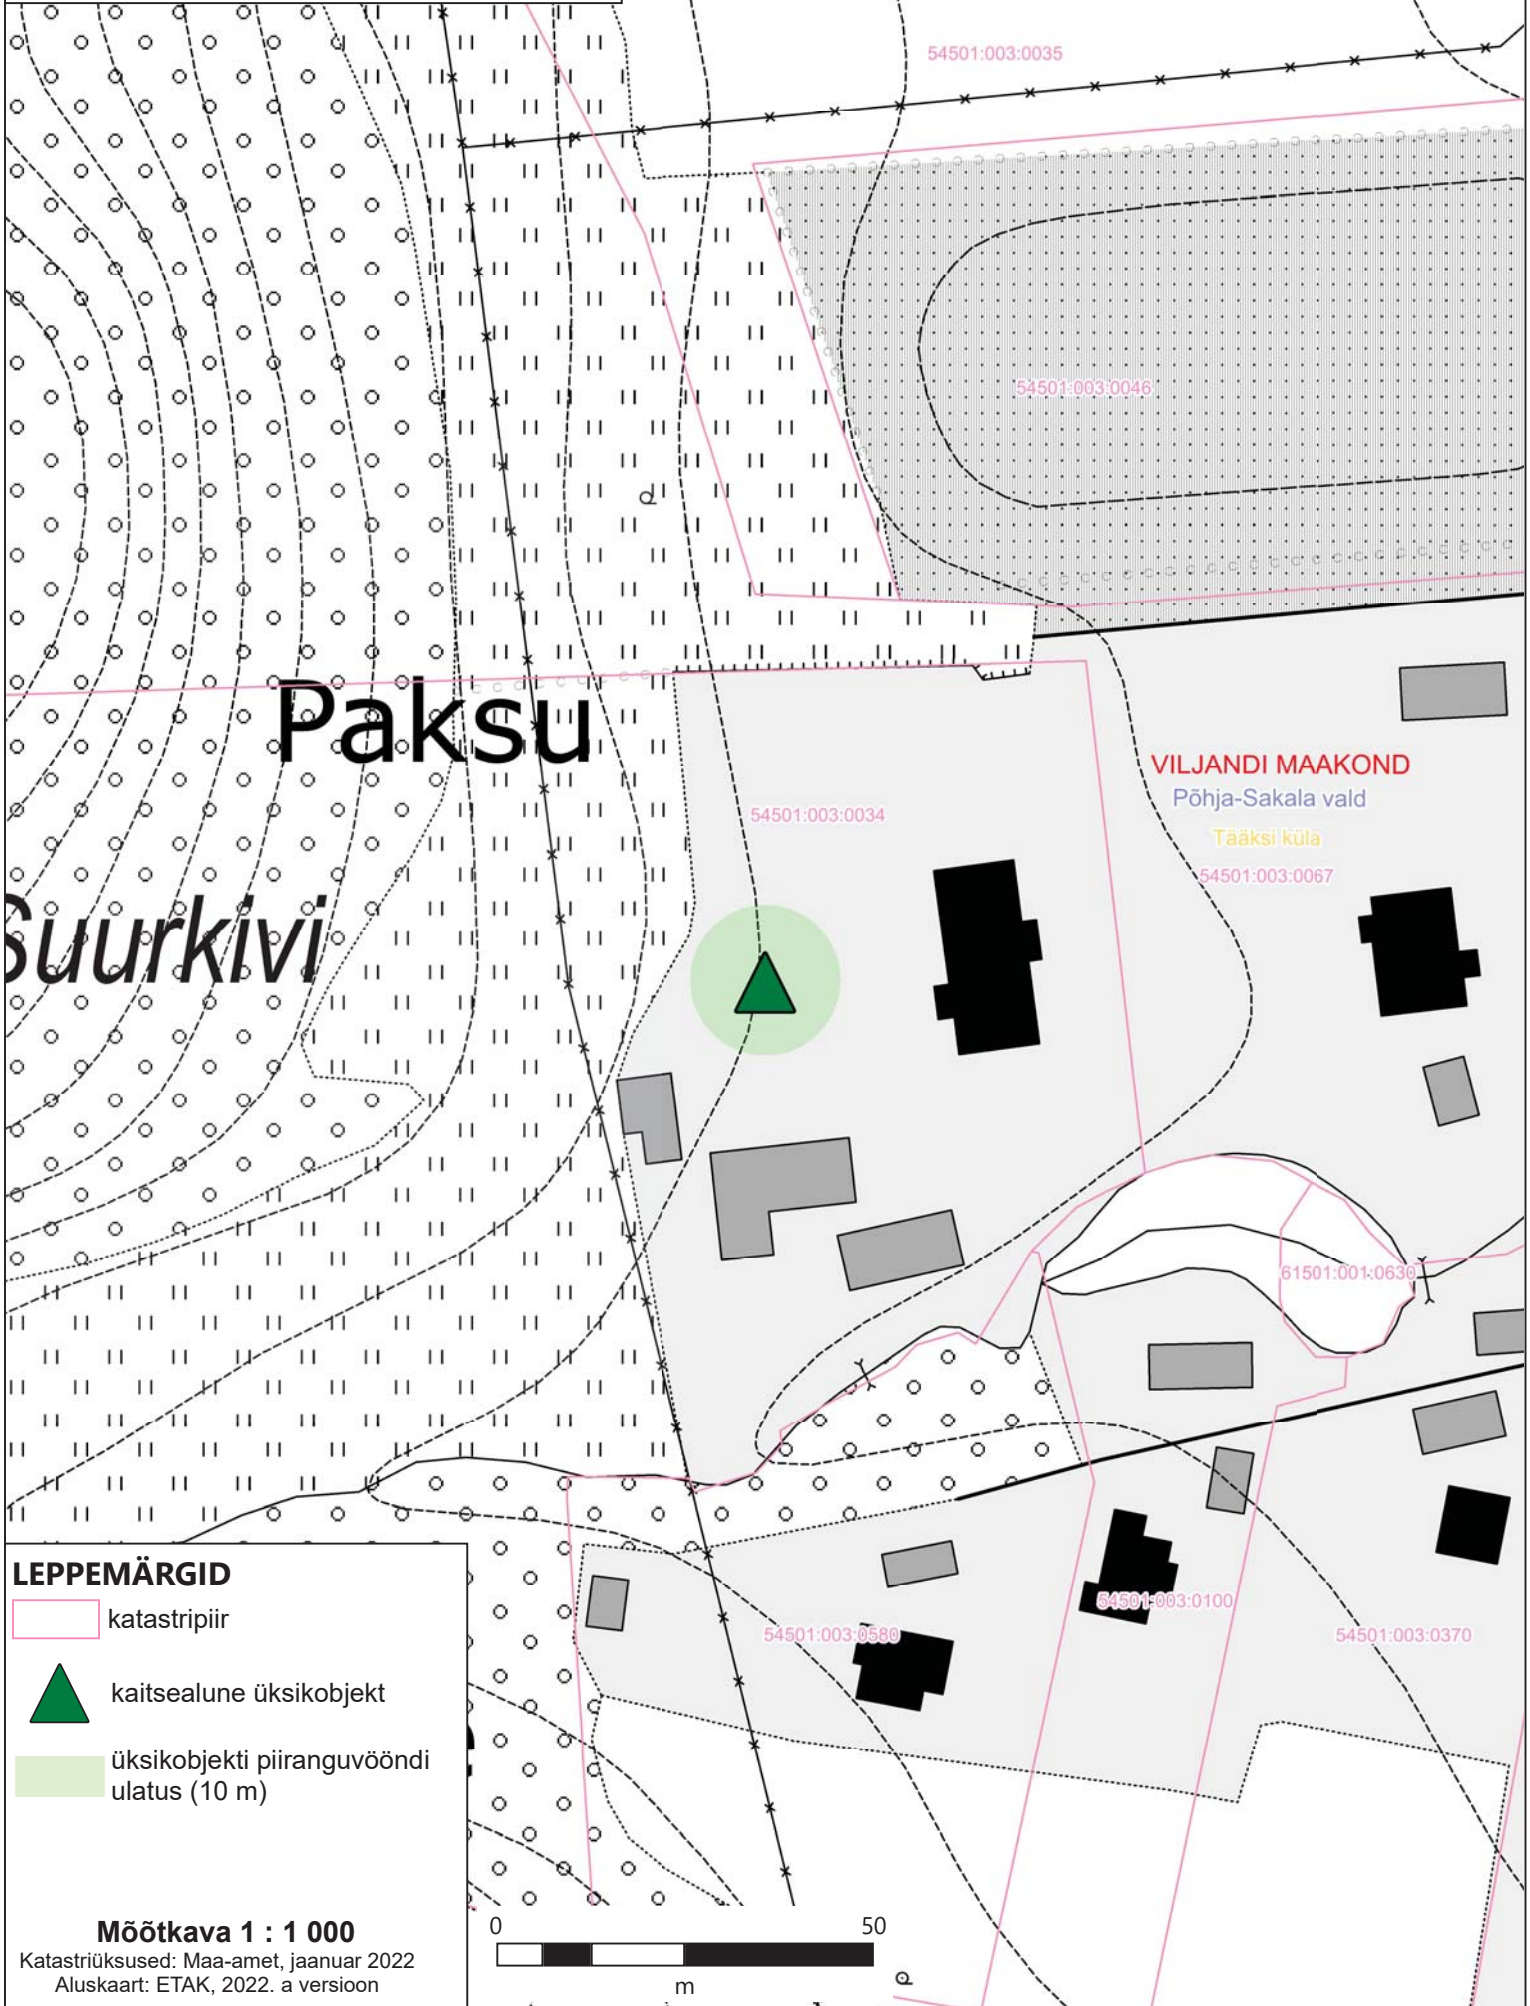 54501:003:0035
54501:003:0046
Paksu
VILJANDI MAAKOND
Põhja-Sakala vald
Tääksi küla
54501:003:0067
54501:003:0034
Suurkivi
61501:001:0630
54501:003:0100
54501:003:0580
54501:003:0370
LEPPEMÄRGID
katastripiir
kaitsealune üksikobjekt
üksikobjekti piiranguvööndi
ulatus (10 m)
Mõõtkava 1 : 1 000
Katastriüksused: Maa-amet, jaanuar 2022
Aluskaart: ETAK, 2022. a versioon
0 50
m